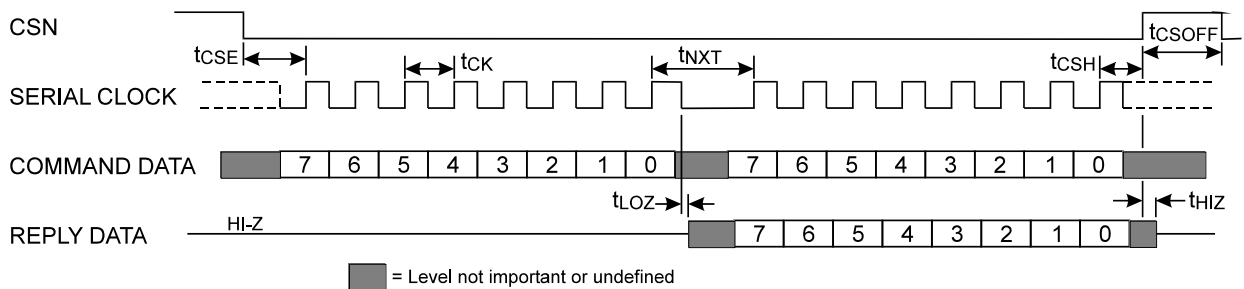 CSN
tCSOFF
tCSE
tCK
tNXT
tCSH
SERIAL CLOCK
COMMAND DATA 7 6 5 4 3 2 1 0 7 6 5 4 3 2 1 0
tLOZ
tHIZ
REPLY DATA HI-Z 7 6 5 4 3 2 1 0
= Level not important or undefined